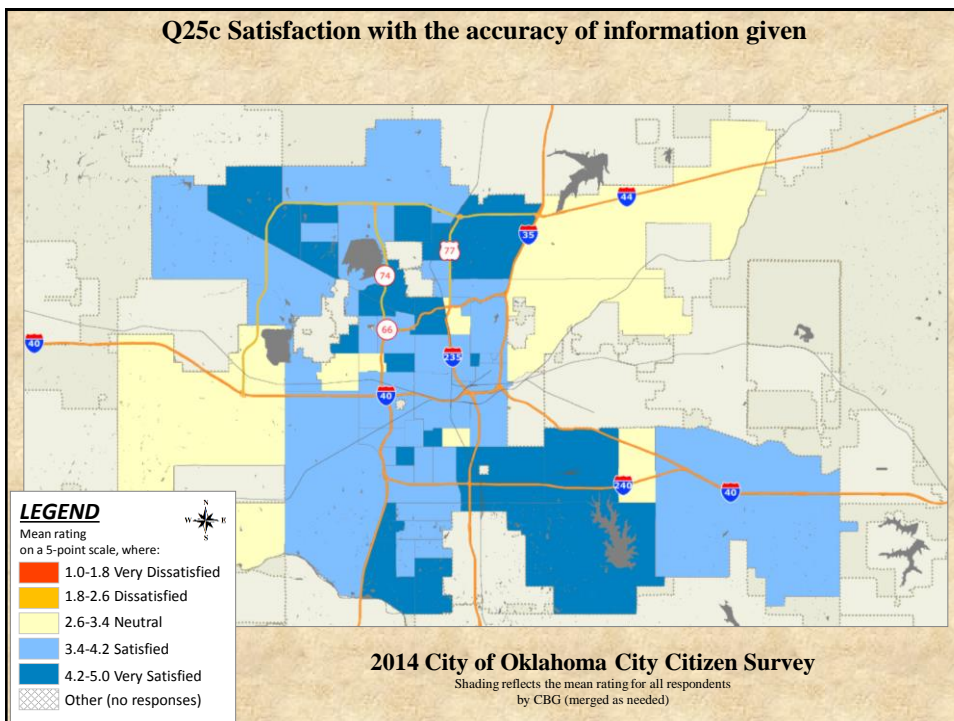 Q25c Satisfaction with the accuracy of information given
44
35
77
74
66
40
235
40
240
40
LEGEND
N
W E
S
Mean rating
on a 5-point scale, where:
1.0-1.8 Very Dissatisfied
1.8-2.6 Dissatisfied
2.6-3.4 Neutral
3.4-4.2 Satisfied
4.2-5.0 Very Satisfied
Other (no responses)
2014 City of Oklahoma City Citizen Survey
Shading reflects the mean rating for all respondents
by CBG (merged as needed)